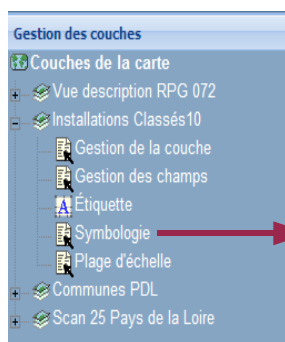 Gestion des couches
Couches de la carte
Vue description RPG 072
Installations Classés10
Gestion de la couche
Gestion des champs
Étiquette
Symbologie
Plage d'échelle
Communes PDL
Scan 25 Pays de la Loire